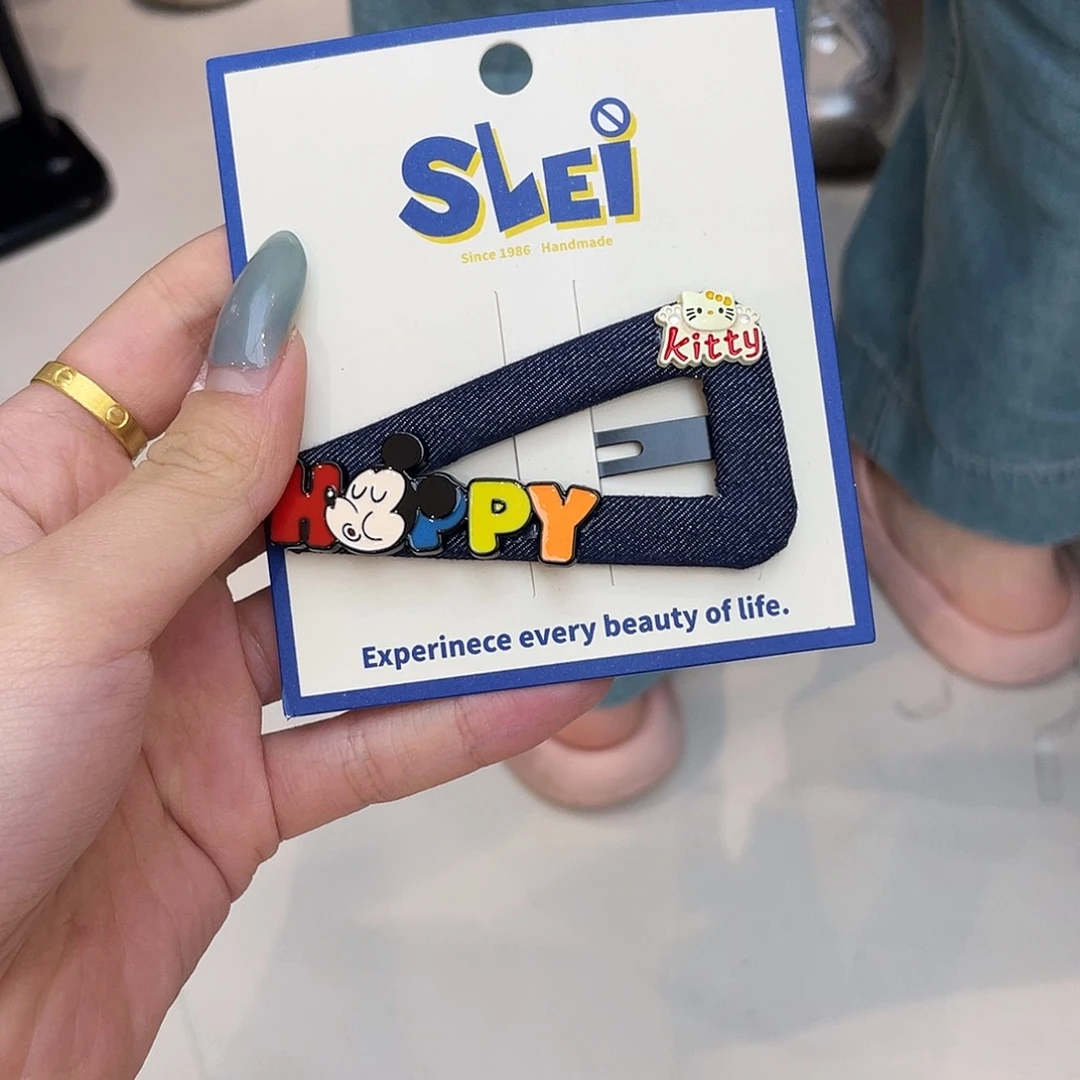 SLEi
Since 1986 Handmade
kitty
HAPPY
Experinece every beauty of life.